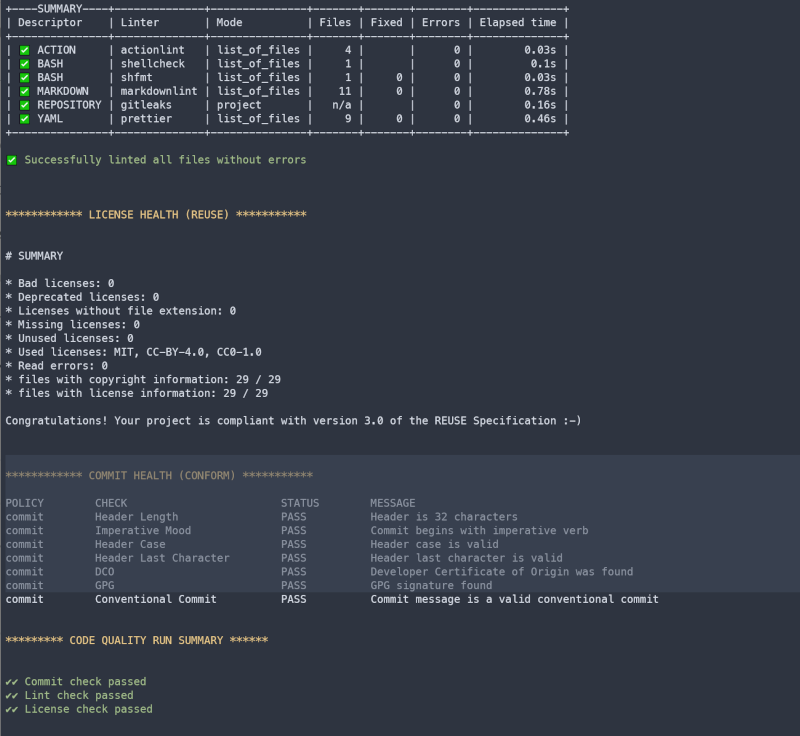 +----SUMMARY----+--------------+---------------+-------+-------+--------+--------------+
| Descriptor | Linter | Mode | Files | Fixed | Errors | Elapsed time |
+---------------+--------------+---------------+-------+-------+--------+--------------+
| ✅ ACTION | actionlint | list_of_files | 4 | | 0 | 0.03s |
| ✅ BASH | shellcheck | list_of_files | 1 | | 0 | 0.1s |
| ✅ BASH | shfmt | list_of_files | 1 | 0 | 0 | 0.03s |
| ✅ MARKDOWN | markdownlint | list_of_files | 11 | 0 | 0 | 0.78s |
| ✅ REPOSITORY | gitleaks | project | n/a | | 0 | 0.16s |
| ✅ YAML | prettier | list_of_files | 9 | 0 | 0 | 0.46s |
+---------------+--------------+---------------+-------+-------+--------+--------------+
✅ Successfully linted all files without errors
************ LICENSE HEALTH (REUSE) ***********
# SUMMARY
* Bad licenses: 0
* Deprecated licenses: 0
* Licenses without file extension: 0
* Missing licenses: 0
* Unused licenses: 0
* Used licenses: MIT, CC-BY-4.0, CC0-1.0
* Read errors: 0
* files with copyright information: 29 / 29
* files with license information: 29 / 29
Congratulations! Your project is compliant with version 3.0 of the REUSE Specification :-)
************ COMMIT HEALTH (CONFORM) ***********
POLICY CHECK STATUS MESSAGE
commit Header Length PASS Header is 32 characters
commit Imperative Mood PASS Commit begins with imperative verb
commit Header Case PASS Header case is valid
commit Header Last Character PASS Header last character is valid
commit DCO PASS Developer Certificate of Origin was found
commit GPG PASS GPG signature found
commit Conventional Commit PASS Commit message is a valid conventional commit
********* CODE QUALITY RUN SUMMARY ******
✔✔ Commit check passed
✔✔ Lint check passed
✔✔ License check passed